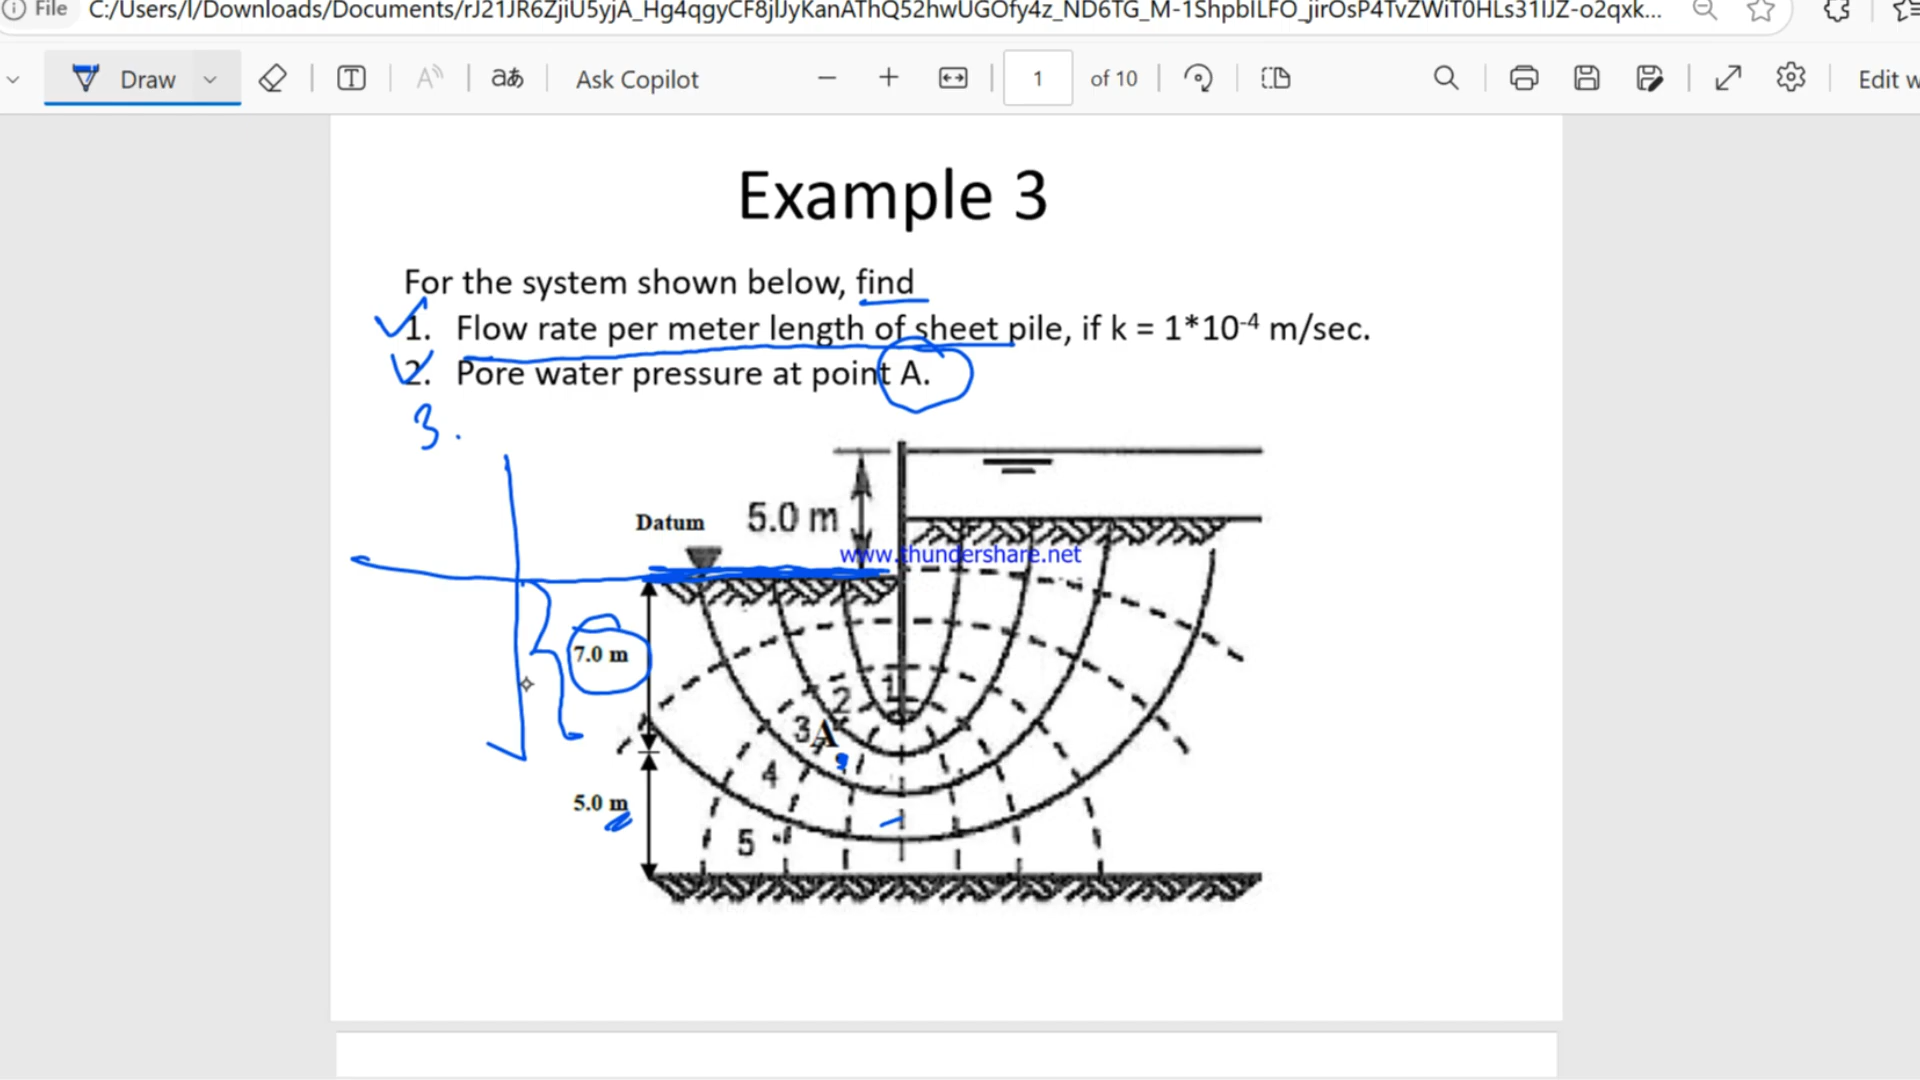 File C:/Users/I/Downloads/Documents/rJ21JR6ZjiU5yjA_Hg4qgyCF8jlJyKanAThQ52hwUGOfy4z_ND6TG_M-1ShpbILFO_jirOsP4TvZWiT0HLs31IJZ-o2qxk...
Draw aあ Ask Copilot 1 of 10 Edit w
Example 3
For the system shown below, find
1. Flow rate per meter length of sheet pile, if k = 1*10⁻⁴ m/sec.
2. Pore water pressure at point A.
3.
Datum 5.0 m
www.thundershare.net
7.0 m
1
2
3 A
4
5.0 m
5